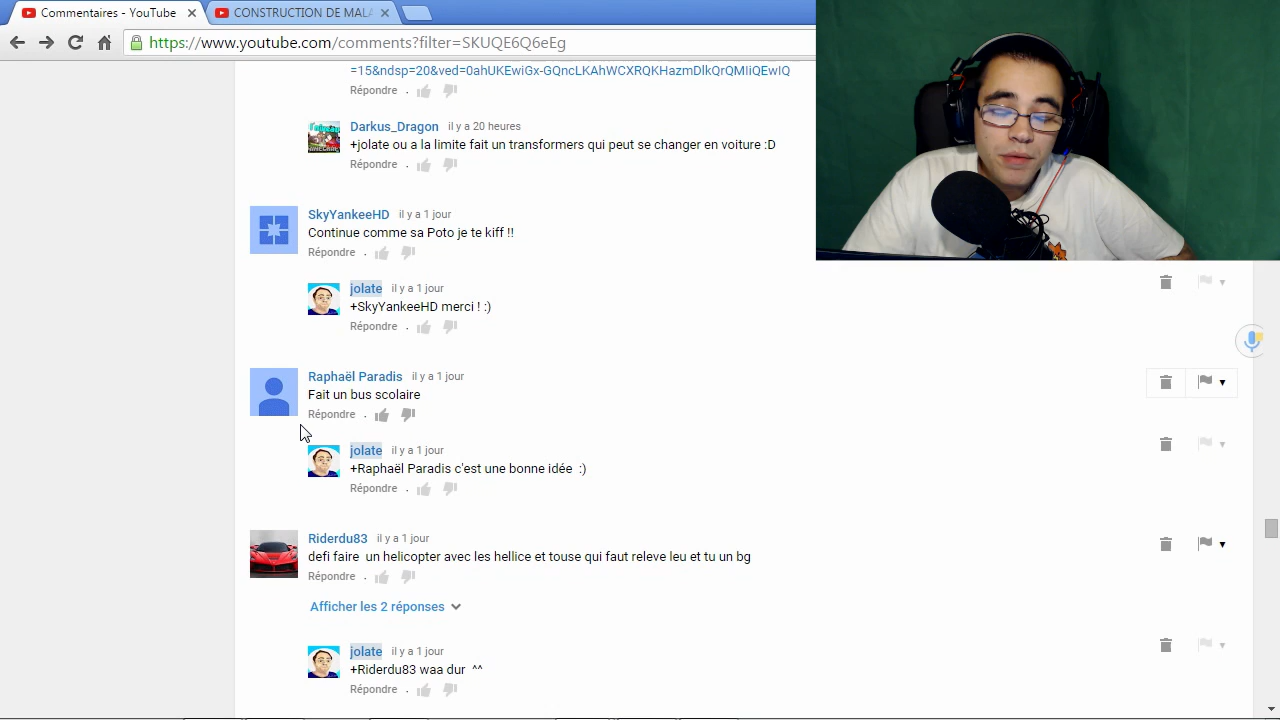 Commentaires - YouTube
CONSTRUCTION DE MALA
https://www.youtube.com/comments?filter=SKUQE6Q6eEg
=15&ndsp=20&ved=0ahUKEwiGx-GQncLKAhWCXRQKHazmDlkQrQMIiQEwIQ
Répondre .
Darkus_Dragon il y a 20 heures
+jolate ou a la limite fait un transformers qui peut se changer en voiture :D
Répondre .
SkyYankeeHD il y a 1 jour
Continue comme sa Poto je te kiff !!
Répondre .
jolate il y a 1 jour
+SkyYankeeHD merci ! :)
Répondre .
Raphaël Paradis il y a 1 jour
Fait un bus scolaire
Répondre .
jolate il y a 1 jour
+Raphaël Paradis c'est une bonne idée :)
Répondre .
Riderdu83 il y a 1 jour
defi faire un helicopter avec les hellice et touse qui faut releve leu et tu un bg
Répondre .
Afficher les 2 réponses
jolate il y a 1 jour
+Riderdu83 waa dur ^^
Répondre .